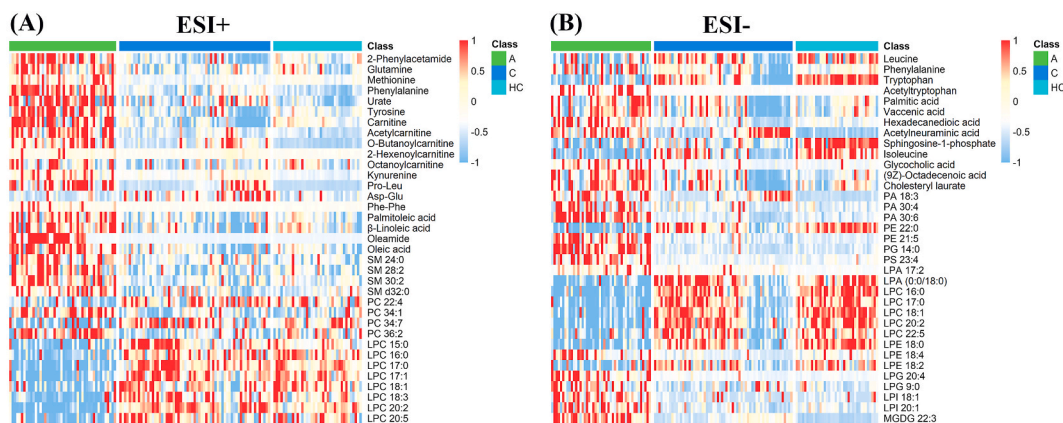 (A) ESI+
Class
2-Phenylacetamide
Glutamine
Methionine
Phenylalanine
Urate
Tyrosine
Carnitine
Acetylcarnitine
O-Butanoylcarnitine
2-Hexenoylcarnitine
Octanoylcarnitine
Kynurenine
Pro-Leu
Asp-Glu
Phe-Phe
Palmitoleic acid
β-Linoleic acid
Oleamide
Oleic acid
SM 24:0
SM 28:2
SM 30:2
SM d32:0
PC 22:4
PC 34:1
PC 34:7
PC 36:2
LPC 15:0
LPC 16:0
LPC 17:0
LPC 17:1
LPC 18:1
LPC 18:3
LPC 20:2
LPC 20:5
1
0.5
0
-0.5
-1
Class
A
C
HC
(B) ESI-
Class
Leucine
Phenylalanine
Tryptophan
Acetyltryptophan
Palmitic acid
Vaccenic acid
Hexadecanedioic acid
Acetylneuraminic acid
Sphingosine-1-phosphate
Isoleucine
Glycocholic acid
(9Z)-Octadecenoic acid
Cholesteryl laurate
PA 18:3
PA 30:4
PA 30:6
PE 22:0
PE 21:5
PG 14:0
PS 23:4
LPA 17:2
LPA (0:0/18:0)
LPC 16:0
LPC 17:0
LPC 18:1
LPC 20:2
LPC 22:5
LPE 18:0
LPE 18:4
LPE 18:2
LPG 20:4
LPG 9:0
LPI 18:1
LPI 20:1
MGDG 22:3
1
0.5
0
-0.5
-1
Class
A
C
HC